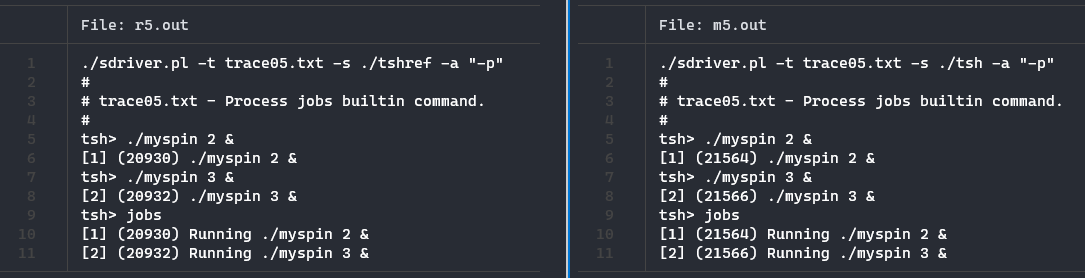 File: r5.out
1 ./sdriver.pl -t trace05.txt -s ./tshref -a "-p"
2 #
3 # trace05.txt - Process jobs builtin command.
4 #
5 tsh> ./myspin 2 &
6 [1] (20930) ./myspin 2 &
7 tsh> ./myspin 3 &
8 [2] (20932) ./myspin 3 &
9 tsh> jobs
10 [1] (20930) Running ./myspin 2 &
11 [2] (20932) Running ./myspin 3 &
File: m5.out
1 ./sdriver.pl -t trace05.txt -s ./tsh -a "-p"
2 #
3 # trace05.txt - Process jobs builtin command.
4 #
5 tsh> ./myspin 2 &
6 [1] (21564) ./myspin 2 &
7 tsh> ./myspin 3 &
8 [2] (21566) ./myspin 3 &
9 tsh> jobs
10 [1] (21564) Running ./myspin 2 &
11 [2] (21566) Running ./myspin 3 &